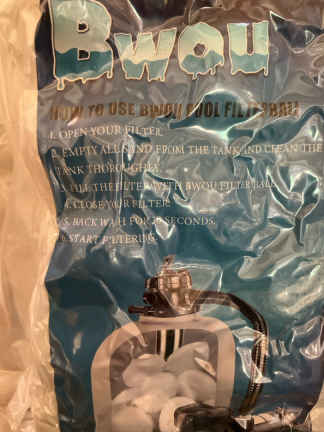 Bwou
HOW TO USE BWOU POOL FILTER BALL
1. OPEN YOUR FILTER.
2. EMPTY ALL SAND FROM THE TANK AND CLEAN THE
TANK THOROUGHLY.
3. FILL THE FILTER WITH BWOU FILTER BALL
4. CLOSE YOUR FILTER.
5. BACK WASH FOR 20 SECONDS.
6. START FILTERING.